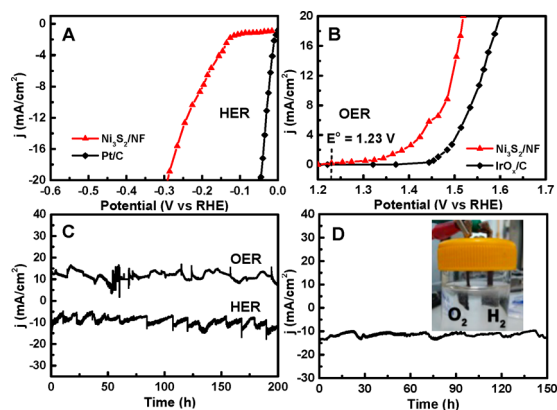 A
HER
Ni3S2/NF
Pt/C
j (mA/cm2)
0
-4
-8
-12
-16
-20
-0.6 -0.5 -0.4 -0.3 -0.2 -0.1 0.0
Potential (V vs RHE)
B
OER
E° = 1.23 V
Ni3S2/NF
IrOx/C
j (mA/cm2)
20
16
12
8
4
0
1.2 1.3 1.4 1.5 1.6 1.7
Potential (V vs RHE)
C
OER
HER
j (mA/cm2)
40
30
20
10
0
-10
-20
-30
0 50 100 150 200
Time (h)
D
O2 H2
j (mA/cm2)
40
30
20
10
0
-10
-20
-30
0 30 60 90 120 150
Time (h)